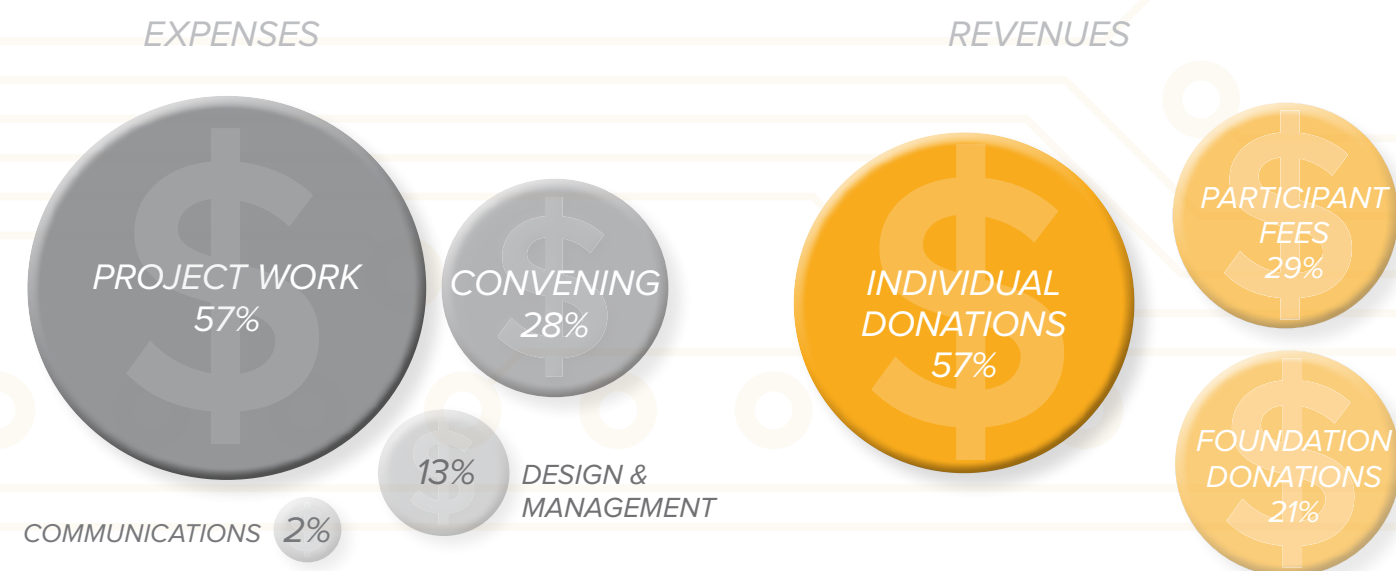 EXPENSES
PROJECT WORK
57%
CONVENING
28%
13%
DESIGN &
MANAGEMENT
COMMUNICATIONS
2%
REVENUES
INDIVIDUAL
DONATIONS
57%
PARTICIPANT
FEES
29%
FOUNDATION
DONATIONS
21%